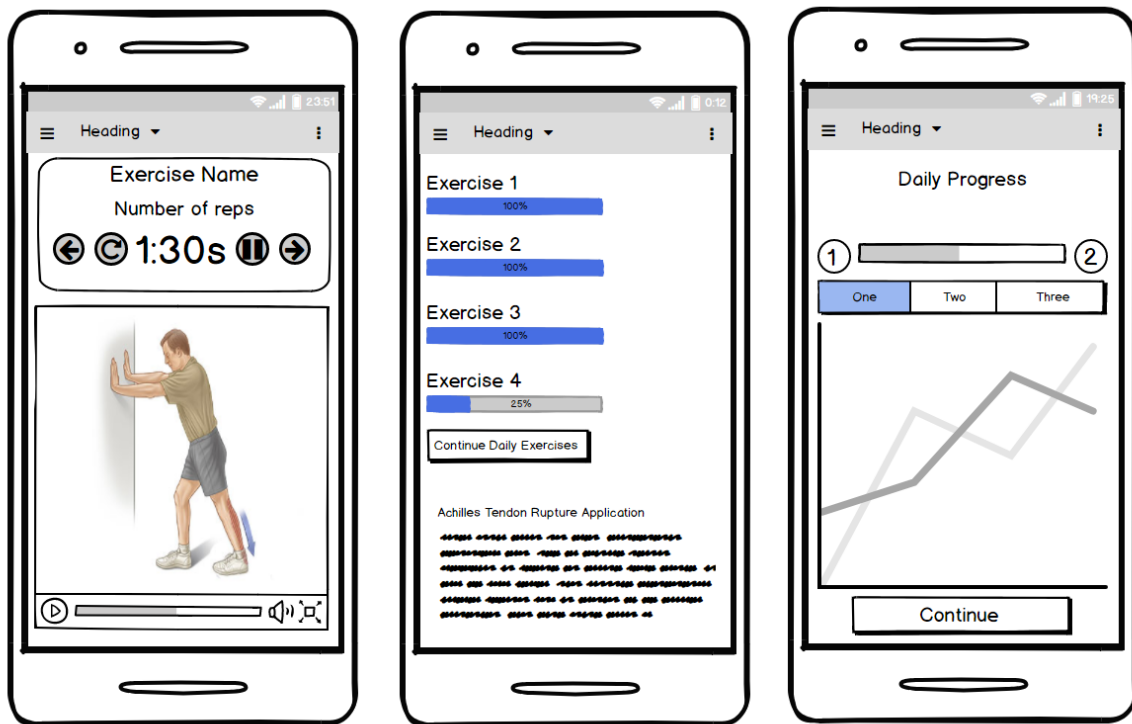 23:51
Heading
Exercise Name
Number of reps
1:30s
0:12
Heading
Exercise 1
100%
Exercise 2
100%
Exercise 3
100%
Exercise 4
25%
Continue Daily Exercises
Achilles Tendon Rupture Application
19:25
Heading
Daily Progress
1 2
One Two Three
Continue